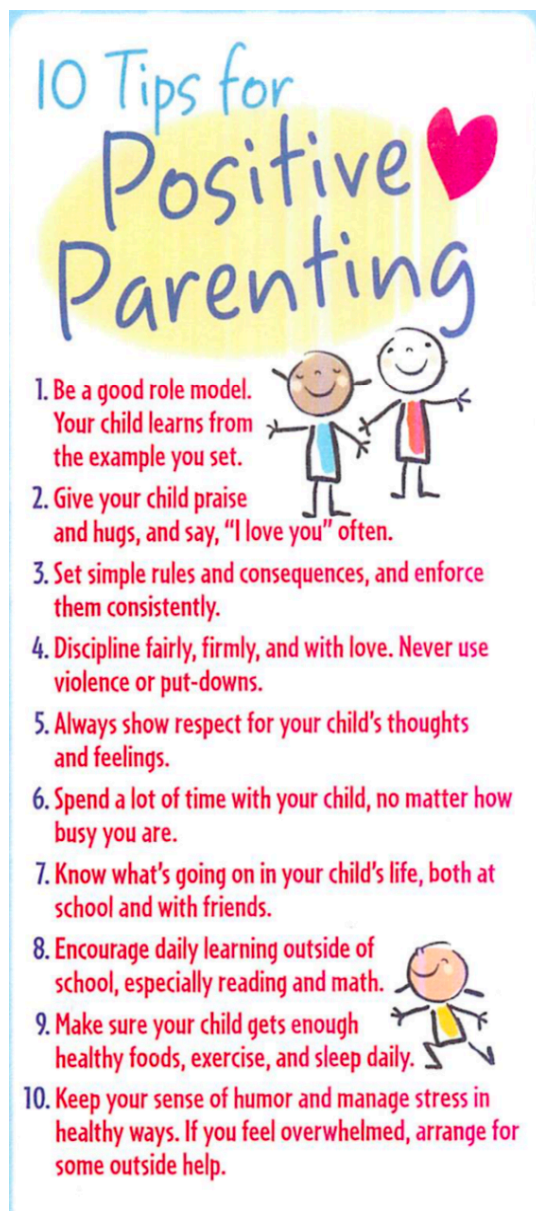 10 Tips for
Positive
Parenting
1. Be a good role model.
Your child learns from
the example you set.
2. Give your child praise
and hugs, and say, “I love you” often.
3. Set simple rules and consequences, and enforce
them consistently.
4. Discipline fairly, firmly, and with love. Never use
violence or put-downs.
5. Always show respect for your child’s thoughts
and feelings.
6. Spend a lot of time with your child, no matter how
busy you are.
7. Know what’s going on in your child’s life, both at
school and with friends.
8. Encourage daily learning outside of
school, especially reading and math.
9. Make sure your child gets enough
healthy foods, exercise, and sleep daily.
10. Keep your sense of humor and manage stress in
healthy ways. If you feel overwhelmed, arrange for
some outside help.